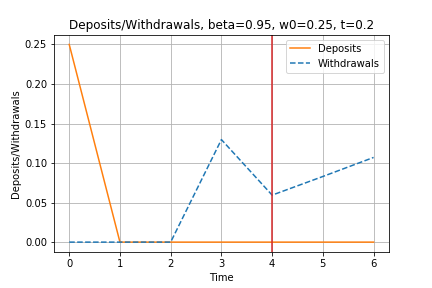 Deposits/Withdrawals, beta=0.95, w0=0.25, t=0.2
Deposits
Withdrawals
0.25
0.20
0.15
0.10
0.05
0.00
Deposits/Withdrawals
0 1 2 3 4 5 6
Time